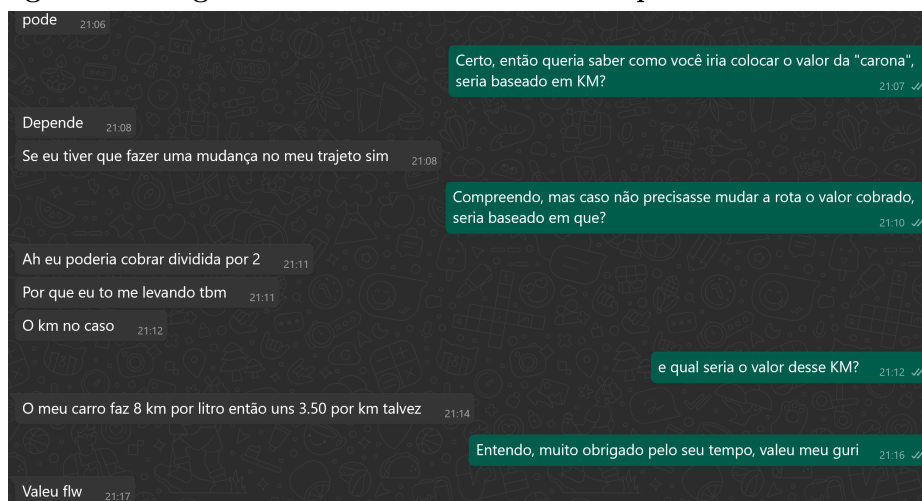 pode 21:06
Certo, então queria saber como você iria colocar o valor da "carona",
seria baseado em KM? 21:07
Depende 21:08
Se eu tiver que fazer uma mudança no meu trajeto sim 21:08
Compreendo, mas caso não precisasse mudar a rota o valor cobrado,
seria baseado em que? 21:10
Ah eu poderia cobrar dividida por 2 21:11
Por que eu to me levando tbm 21:11
O km no caso 21:12
e qual seria o valor desse KM? 21:12
O meu carro faz 8 km por litro então uns 3.50 por km talvez 21:14
Entendo, muito obrigado pelo seu tempo, valeu meu guri 21:16
Valeu flw 21:17